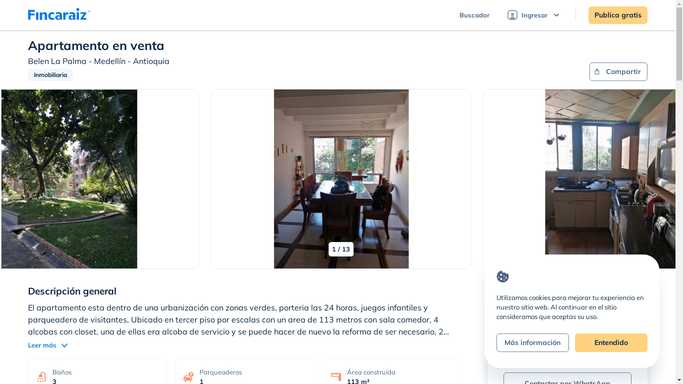 Fincaraíz
Buscador
Ingresar
Publica gratis
Apartamento en venta
Belen La Palma - Medellín - Antioquia
Inmobiliaria
Compartir
1 / 13
Descripción general
El apartamento esta dentro de una urbanización con zonas verdes, porteria las 24 horas, juegos infantiles y
parqueadero de visitantes. Ubicado en tercer piso por escalas con un area de 113 metros con sala comedor, 4
alcobas con closet, una de ellas era alcoba de servicio y se puede hacer de nuevo la reforma de ser necesario, 2...
Leer más
Baños
3
Parqueaderos
1
Área construida
113 m²
Utilizamos cookies para mejorar tu experiencia en
nuestro sitio web. Al continuar en el sitio
consideramos que aceptas su uso.
Más información
Entendido
Contactar por WhatsApp